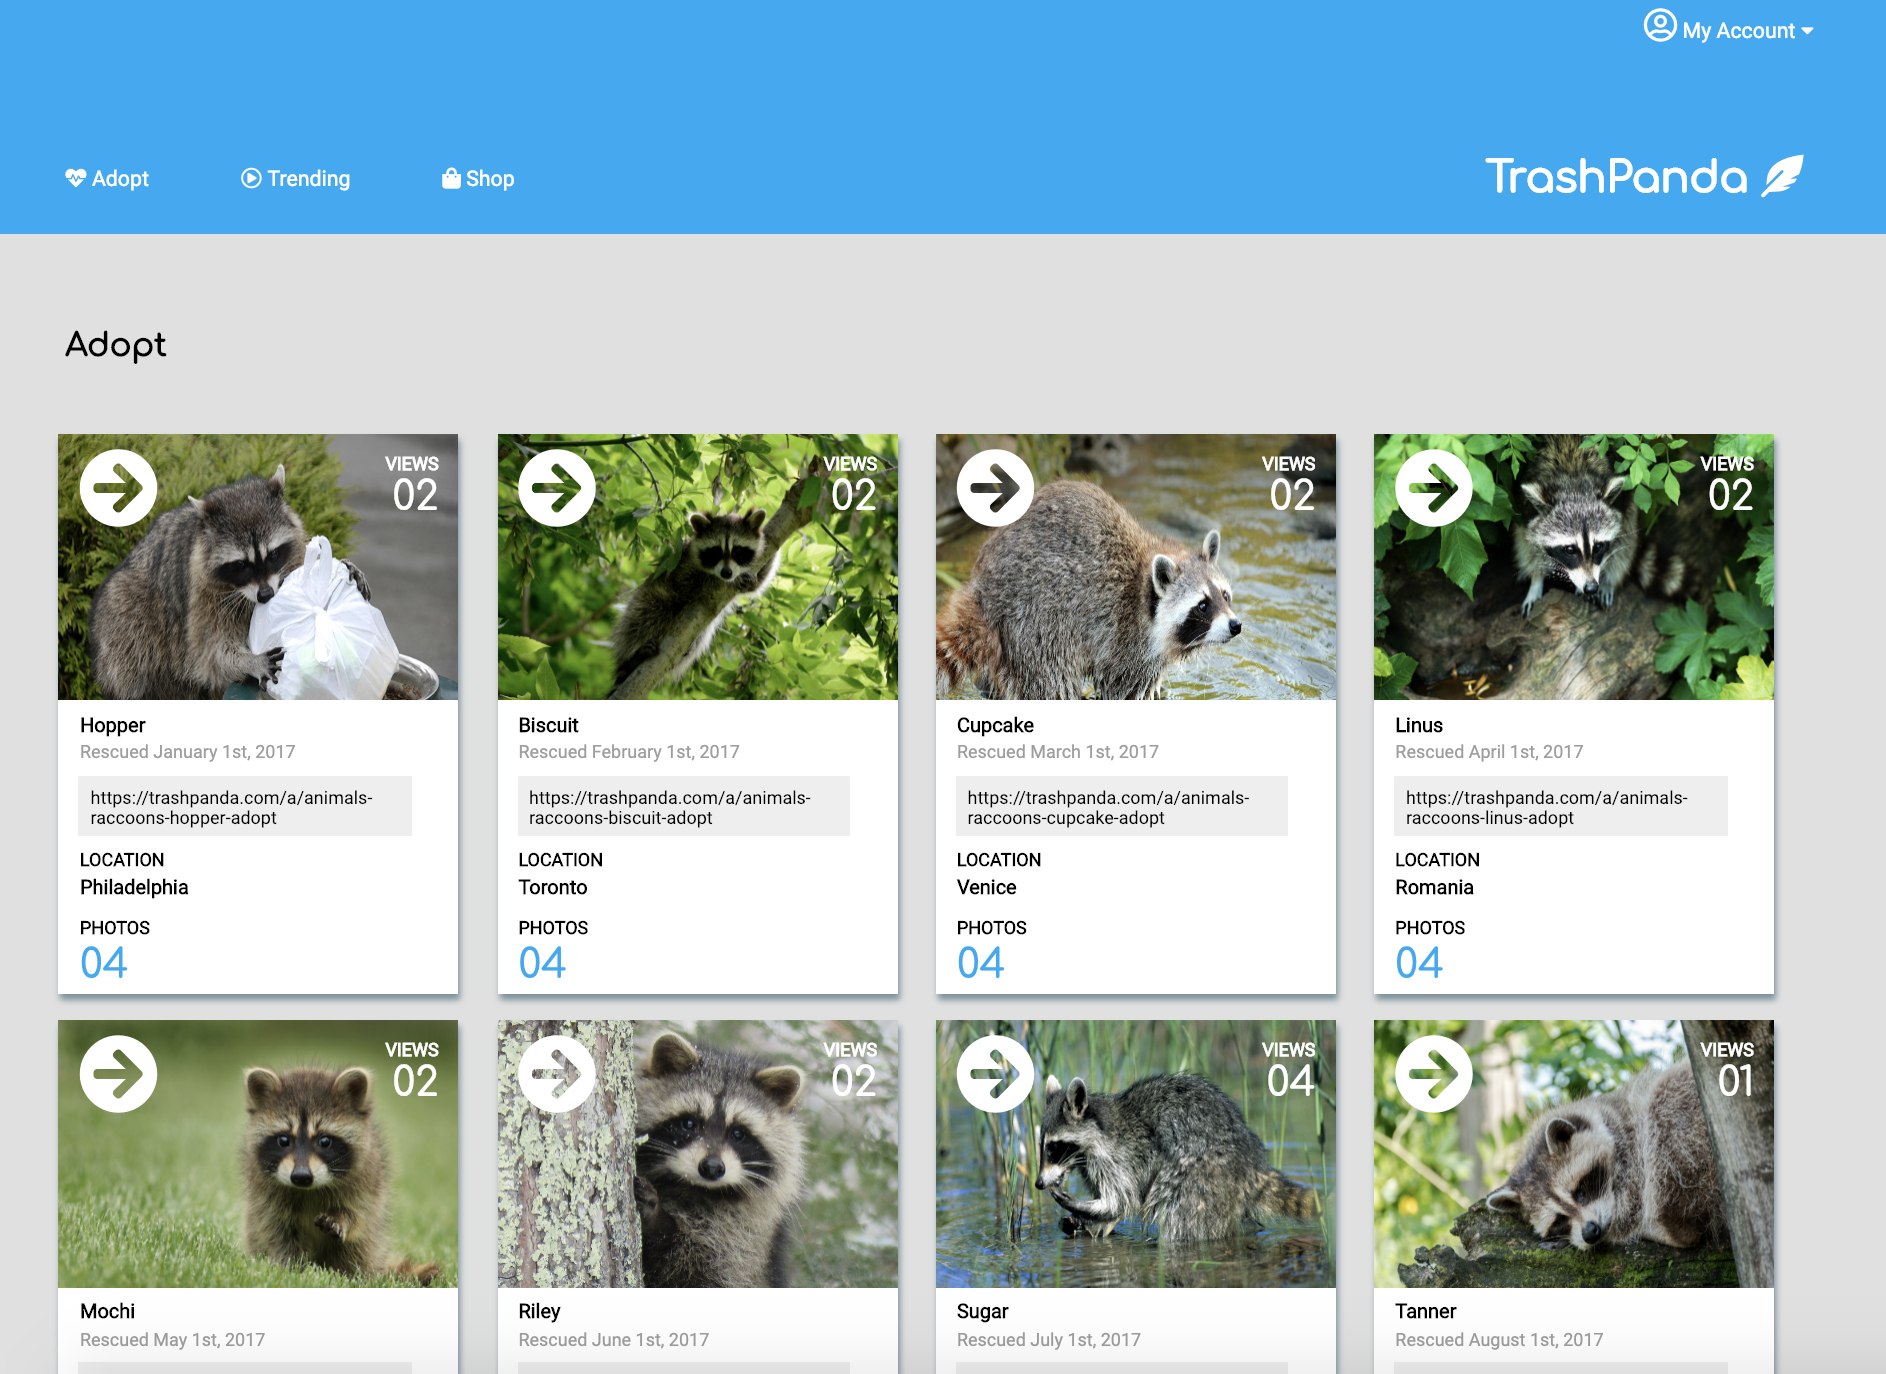 My Account
Adopt
Trending
Shop
TrashPanda
Adopt
VIEWS
02
Hopper
Rescued January 1st, 2017
https://trashpanda.com/a/animals-
raccoons-hopper-adopt
LOCATION
Philadelphia
PHOTOS
04
VIEWS
02
Biscuit
Rescued February 1st, 2017
https://trashpanda.com/a/animals-
raccoons-biscuit-adopt
LOCATION
Toronto
PHOTOS
04
VIEWS
02
Cupcake
Rescued March 1st, 2017
https://trashpanda.com/a/animals-
raccoons-cupcake-adopt
LOCATION
Venice
PHOTOS
04
VIEWS
02
Linus
Rescued April 1st, 2017
https://trashpanda.com/a/animals-
raccoons-linus-adopt
LOCATION
Romania
PHOTOS
04
VIEWS
02
Mochi
Rescued May 1st, 2017
VIEWS
02
Riley
Rescued June 1st, 2017
VIEWS
04
Sugar
Rescued July 1st, 2017
VIEWS
01
Tanner
Rescued August 1st, 2017